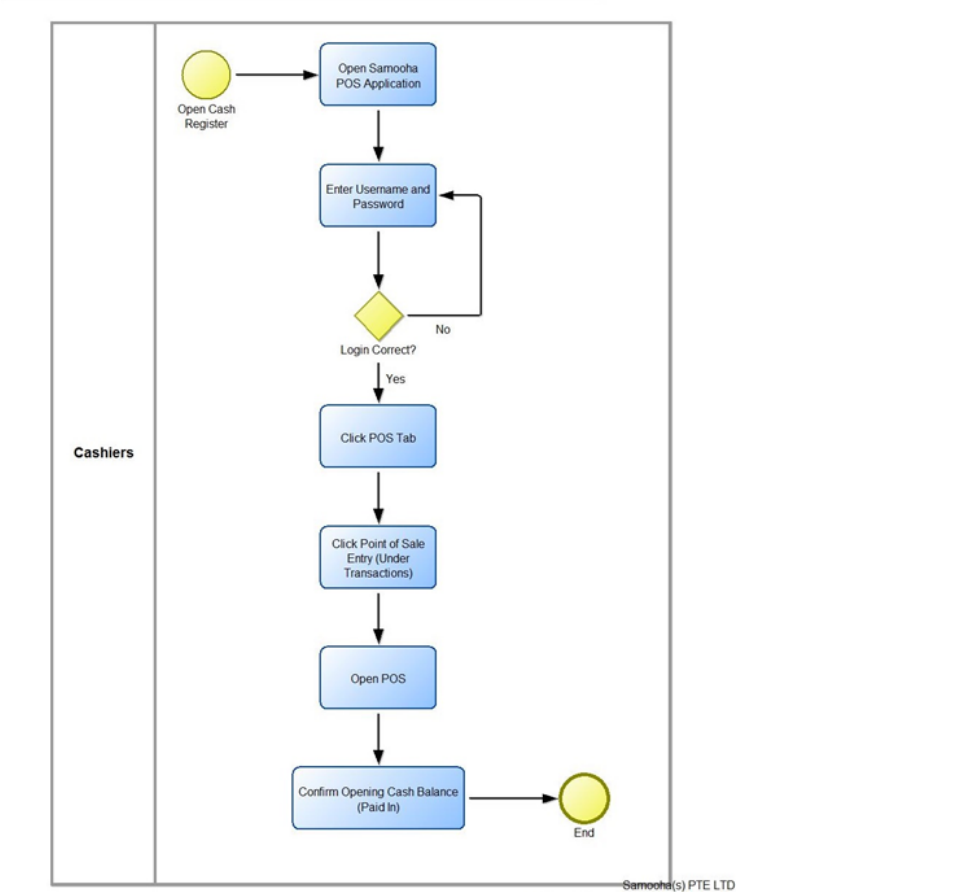 Open Cash
Register
Open Samooha
POS Application
Enter Username and
Password
No
Login Correct?
Yes
Click POS Tab
Cashiers
Click Point of Sale
Entry (Under
Transactions)
Open POS
Confirm Opening Cash Balance
(Paid In)
End
Samooha(s) PTE LTD